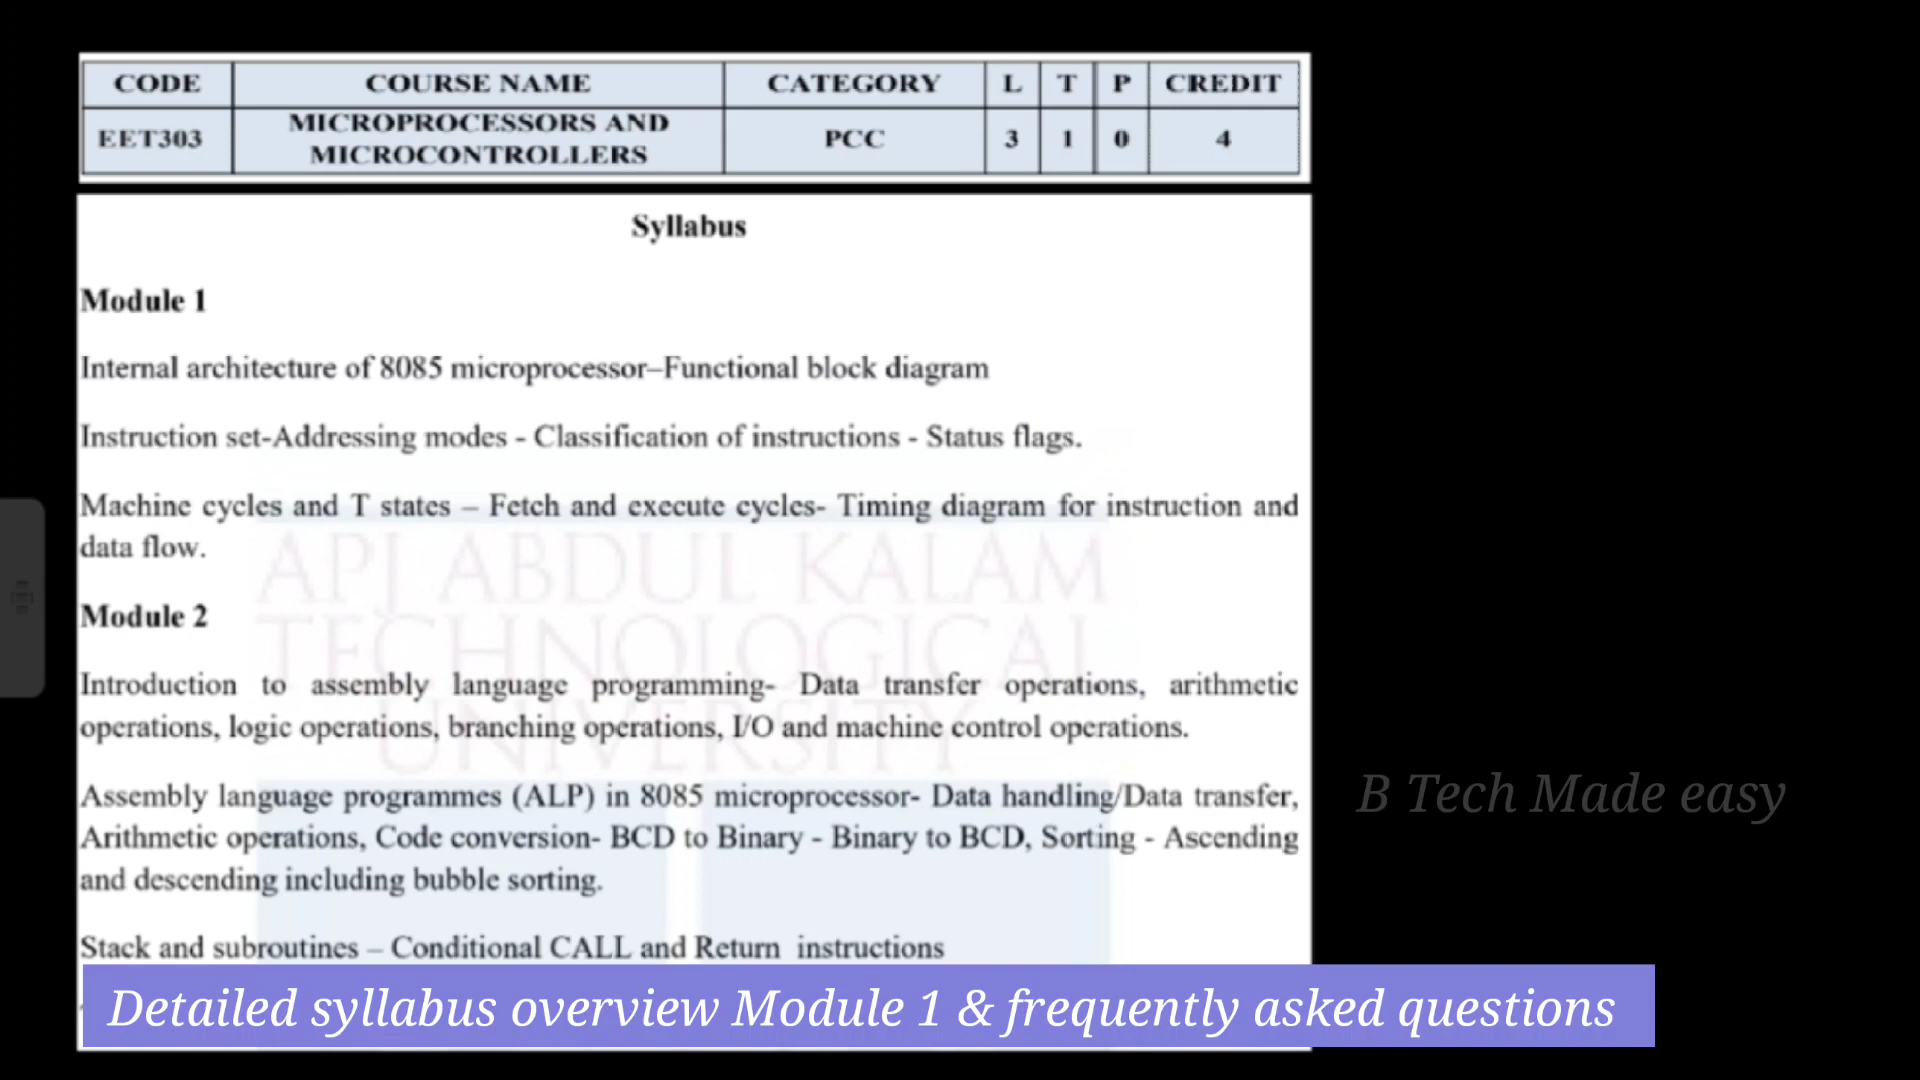 CODE COURSE NAME CATEGORY L T P CREDIT
EET303 MICROPROCESSORS AND MICROCONTROLLERS PCC 3 1 0 4
Syllabus
Module 1
Internal architecture of 8085 microprocessor–Functional block diagram
Instruction set-Addressing modes - Classification of instructions - Status flags.
Machine cycles and T states – Fetch and execute cycles- Timing diagram for instruction and
data flow.
APJ ABDUL KALAM
TECHNOLOGICAL
UNIVERSITY
Module 2
Introduction to assembly language programming- Data transfer operations, arithmetic
operations, logic operations, branching operations, I/O and machine control operations.
Assembly language programmes (ALP) in 8085 microprocessor- Data handling/Data transfer,
Arithmetic operations, Code conversion- BCD to Binary - Binary to BCD, Sorting - Ascending
and descending including bubble sorting.
Stack and subroutines – Conditional CALL and Return instructions
B Tech Made easy
Detailed syllabus overview Module 1 & frequently asked questions